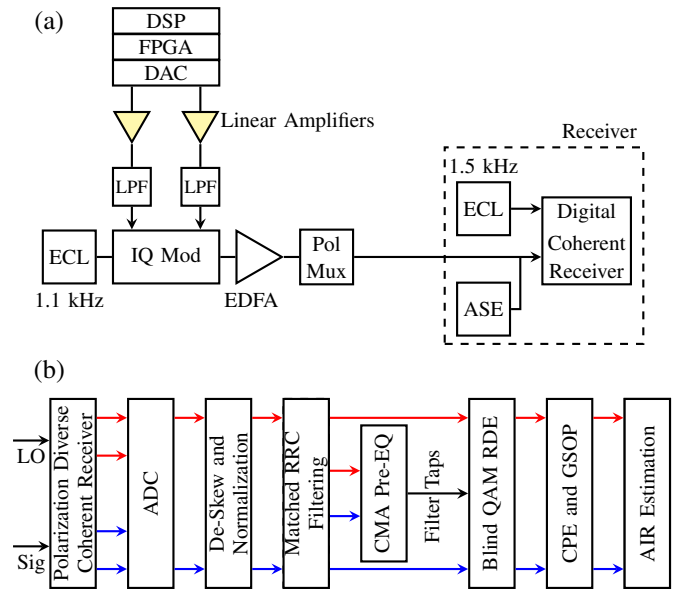 (a)
DSP
FPGA
DAC
Linear Amplifiers
LPF
LPF
Receiver
1.5 kHz
ECL
Digital
Coherent
Receiver
ECL
IQ Mod
Pol
Mux
1.1 kHz
EDFA
ASE
(b)
LO
Sig
Polarization Diverse
Coherent Receiver
ADC
De-Skew and
Normalization
Matched RRC
Filtering
CMA Pre-EQ
Filter Taps
Blind QAM RDE
CPE and GSOP
AIR Estimation